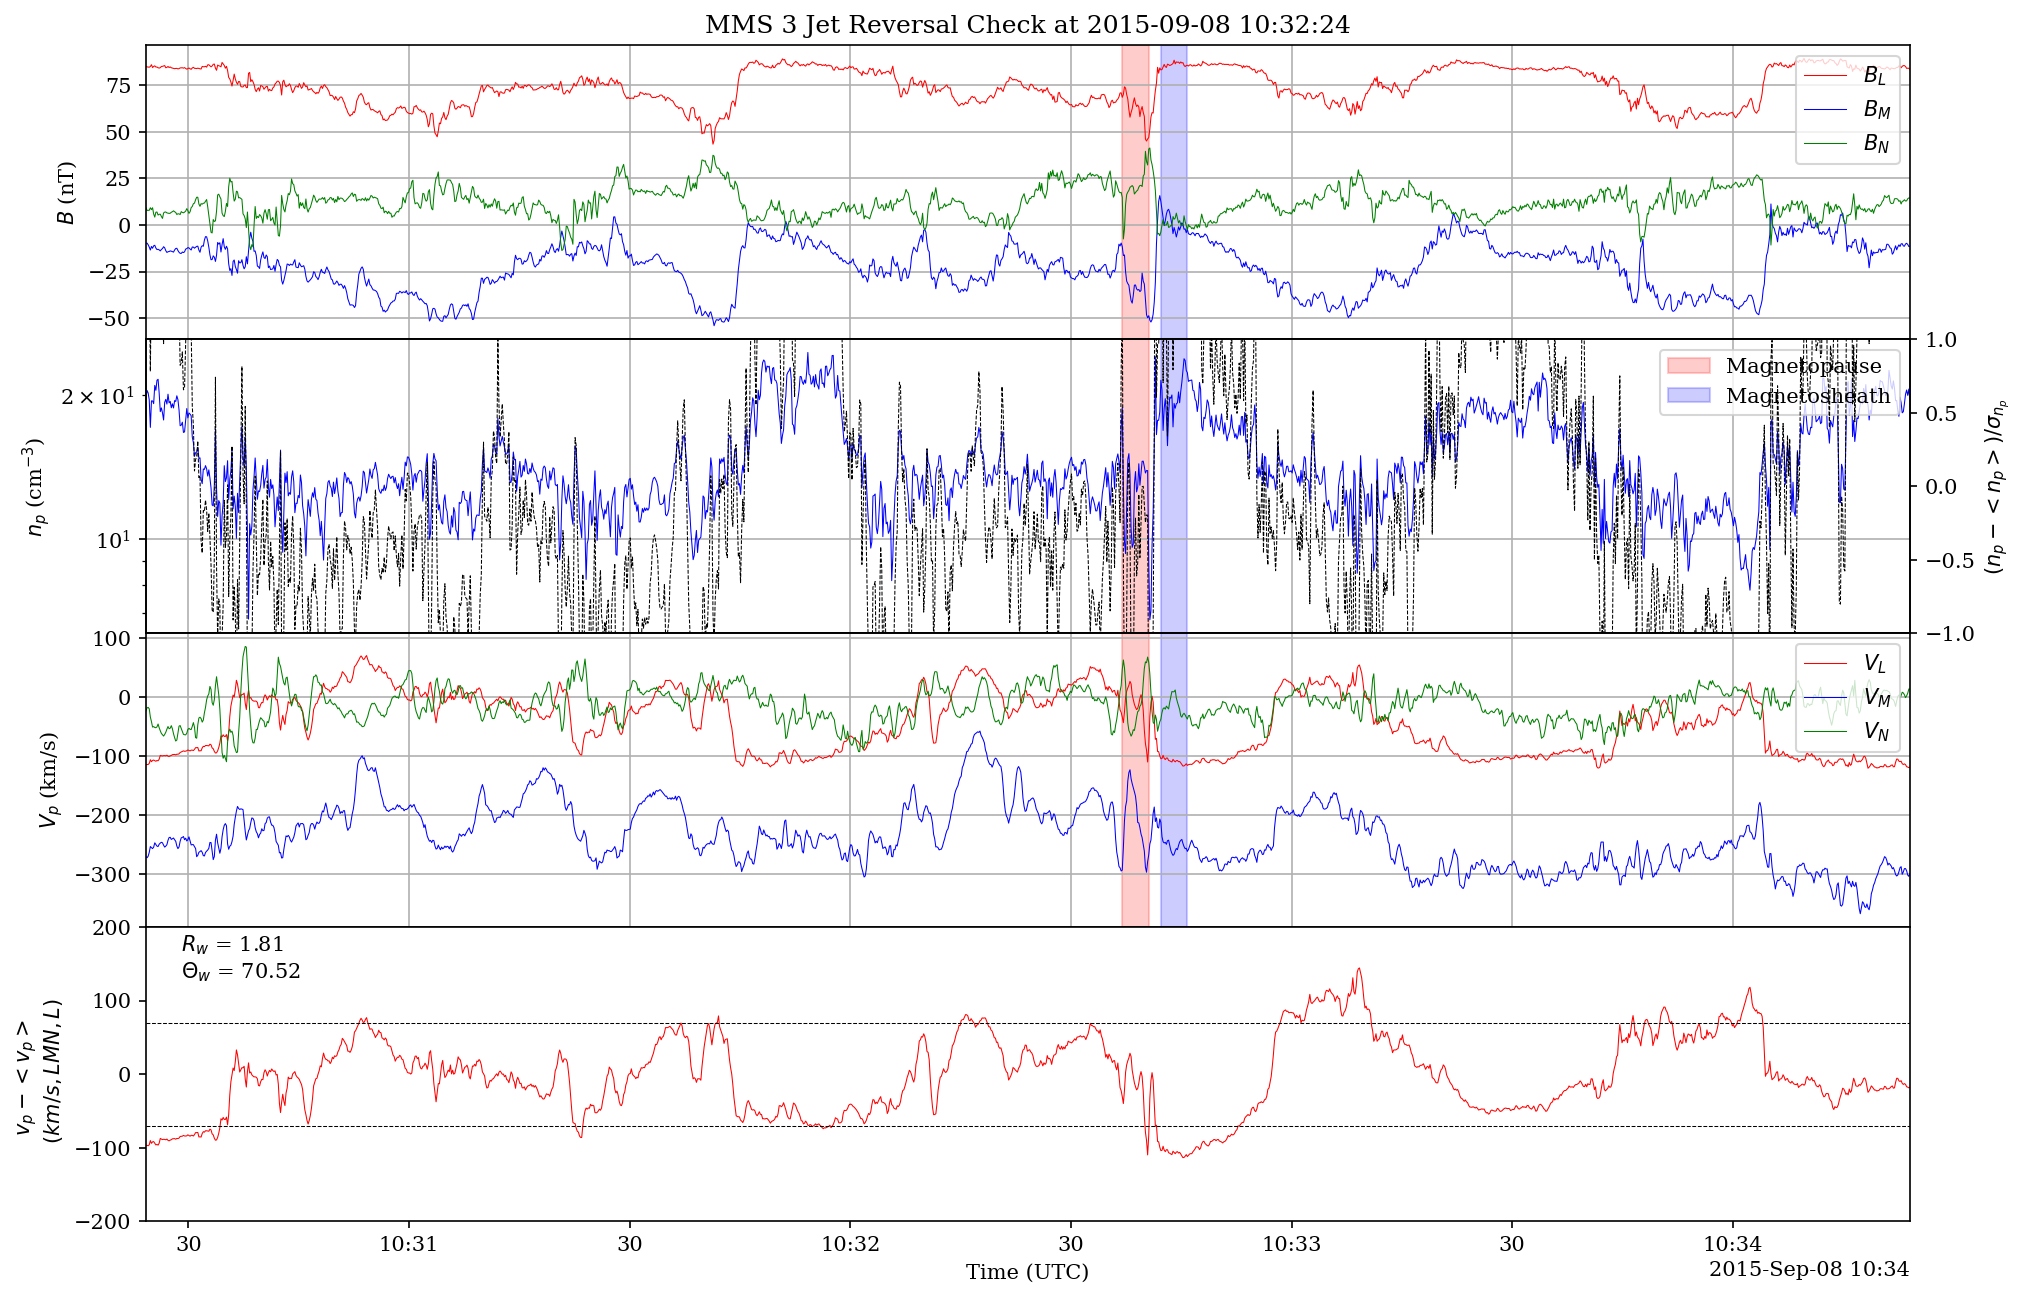 MMS 3 Jet Reversal Check at 2015-09-08 10:32:24
75
50
25
0
−25
−50
B (nT)
B_L
B_M
B_N
2 × 10^1
10^1
n_p (cm^{-3})
1.0
0.5
0.0
−0.5
−1.0
(n_p − < n_p >)/σ_{n_p}
Magnetopause
Magnetosheath
100
0
−100
−200
−300
V_p (km/s)
V_L
V_M
V_N
200
100
0
−100
−200
v_p − < v_p >
(km/s, LMN, L)
R_w = 1.81
Θ_w = 70.52
30
10:31
30
10:32
30
10:33
30
10:34
Time (UTC)
2015-Sep-08 10:34